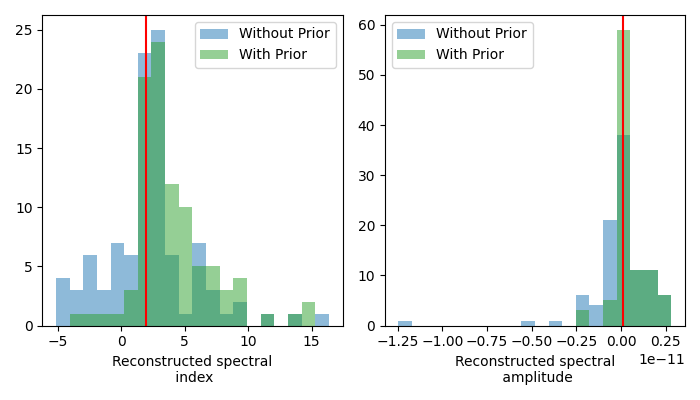 Without Prior
With Prior
25
20
15
10
5
0
−5
0
5
10
15
Reconstructed spectral
index
Without Prior
With Prior
60
50
40
30
20
10
0
−1.25
−1.00
−0.75
−0.50
−0.25
0.00
0.25
1e−11
Reconstructed spectral
amplitude